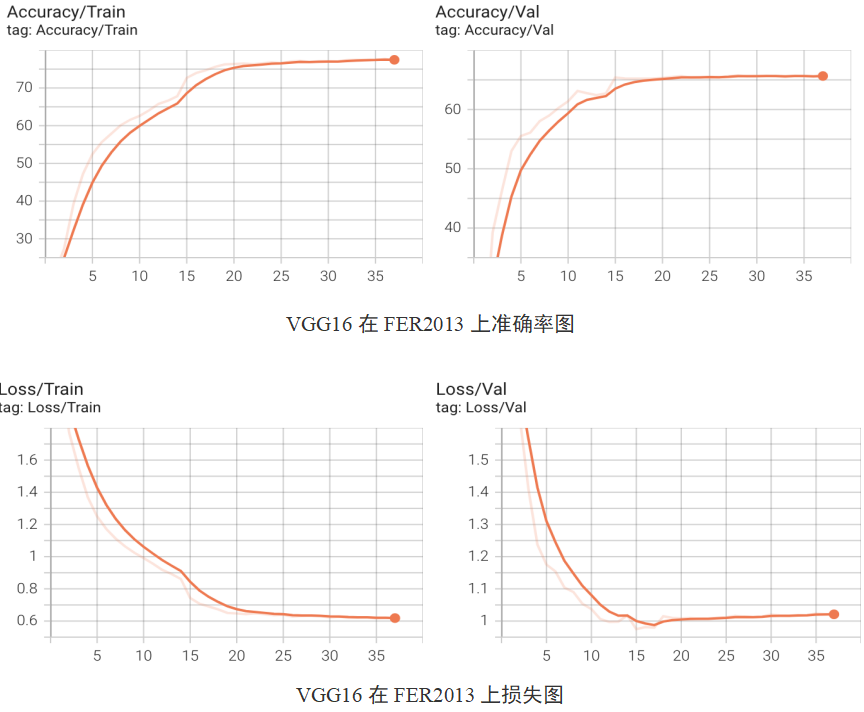 Accuracy/Train
tag: Accuracy/Train
70
60
50
40
30
5 10 15 20 25 30 35
Accuracy/Val
tag: Accuracy/Val
60
50
40
5 10 15 20 25 30 35
VGG16 在 FER2013 上准确率图
Loss/Train
tag: Loss/Train
1.6
1.4
1.2
1
0.8
0.6
5 10 15 20 25 30 35
Loss/Val
tag: Loss/Val
1.5
1.4
1.3
1.2
1.1
1
5 10 15 20 25 30 35
VGG16 在 FER2013 上损失图